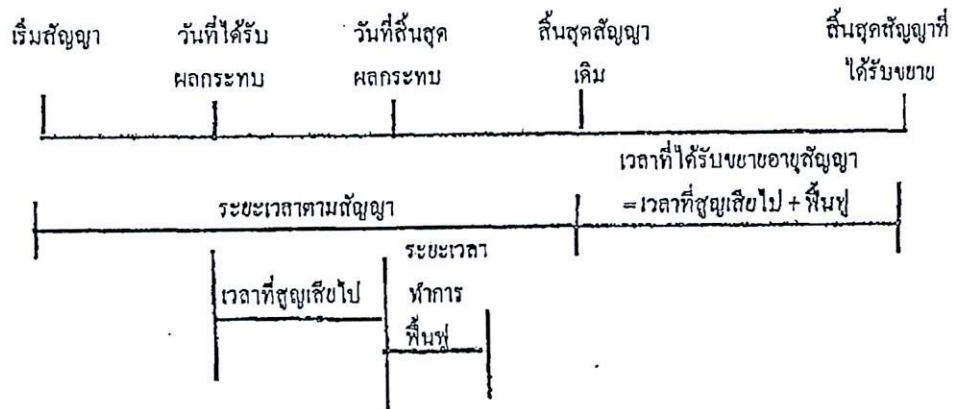 เริ่มสัญญา
วันที่ได้รับ
ผลกระทบ
วันที่สิ้นสุด
ผลกระทบ
สิ้นสุดสัญญา
เดิม
สิ้นสุดสัญญาที่
ได้รับขยาย
เวลาที่ได้รับขยายอายุสัญญา
=เวลาที่สูญเสียไป + ฟื้นฟู
ระยะเวลาตามสัญญา
เวลาที่สูญเสียไป
ระยะเวลา
ทำการ
ฟื้นฟู